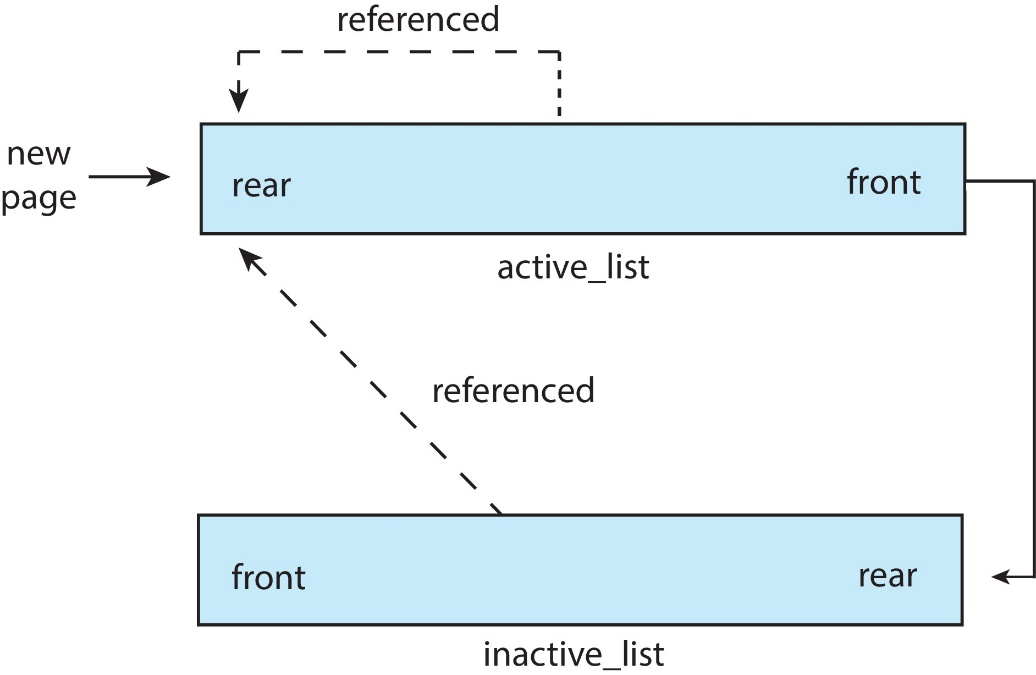 referenced
new
page
rear
front
active_list
referenced
front
rear
inactive_list